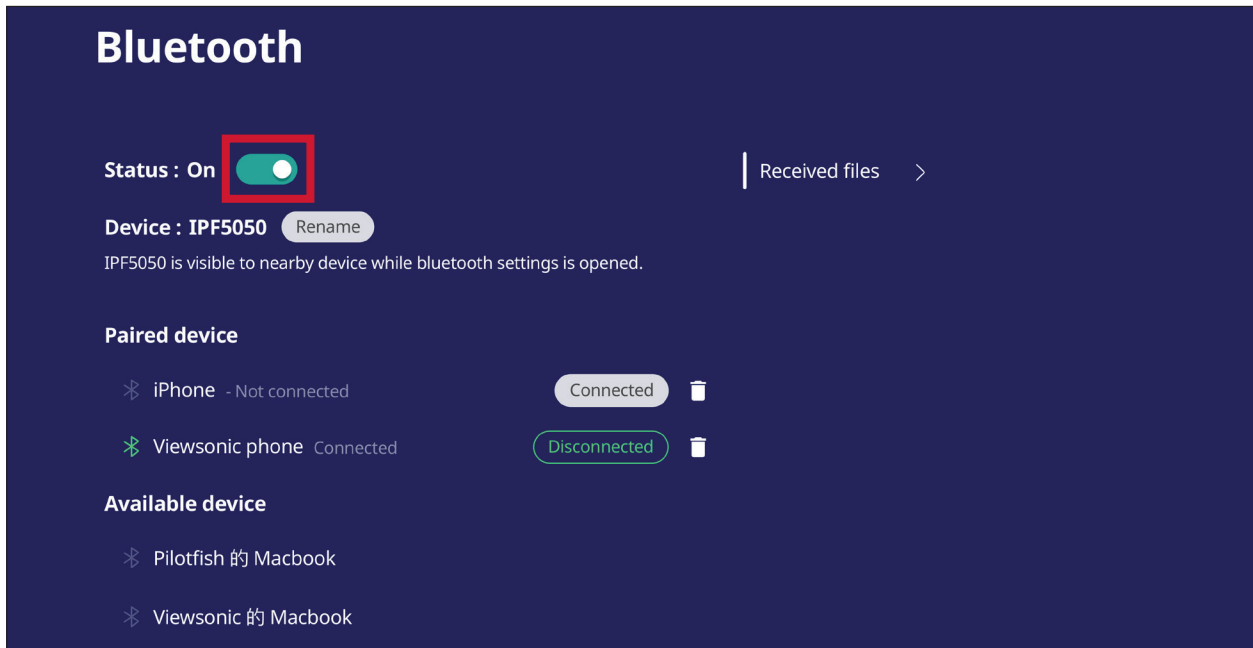 Bluetooth
Status : On
Received files
Device : IPF5050 Rename
IPF5050 is visible to nearby device while bluetooth settings is opened.
Paired device
iPhone - Not connected Connected
Viewsonic phone Connected Disconnected
Available device
Pilotfish 的 Macbook
Viewsonic 的 Macbook